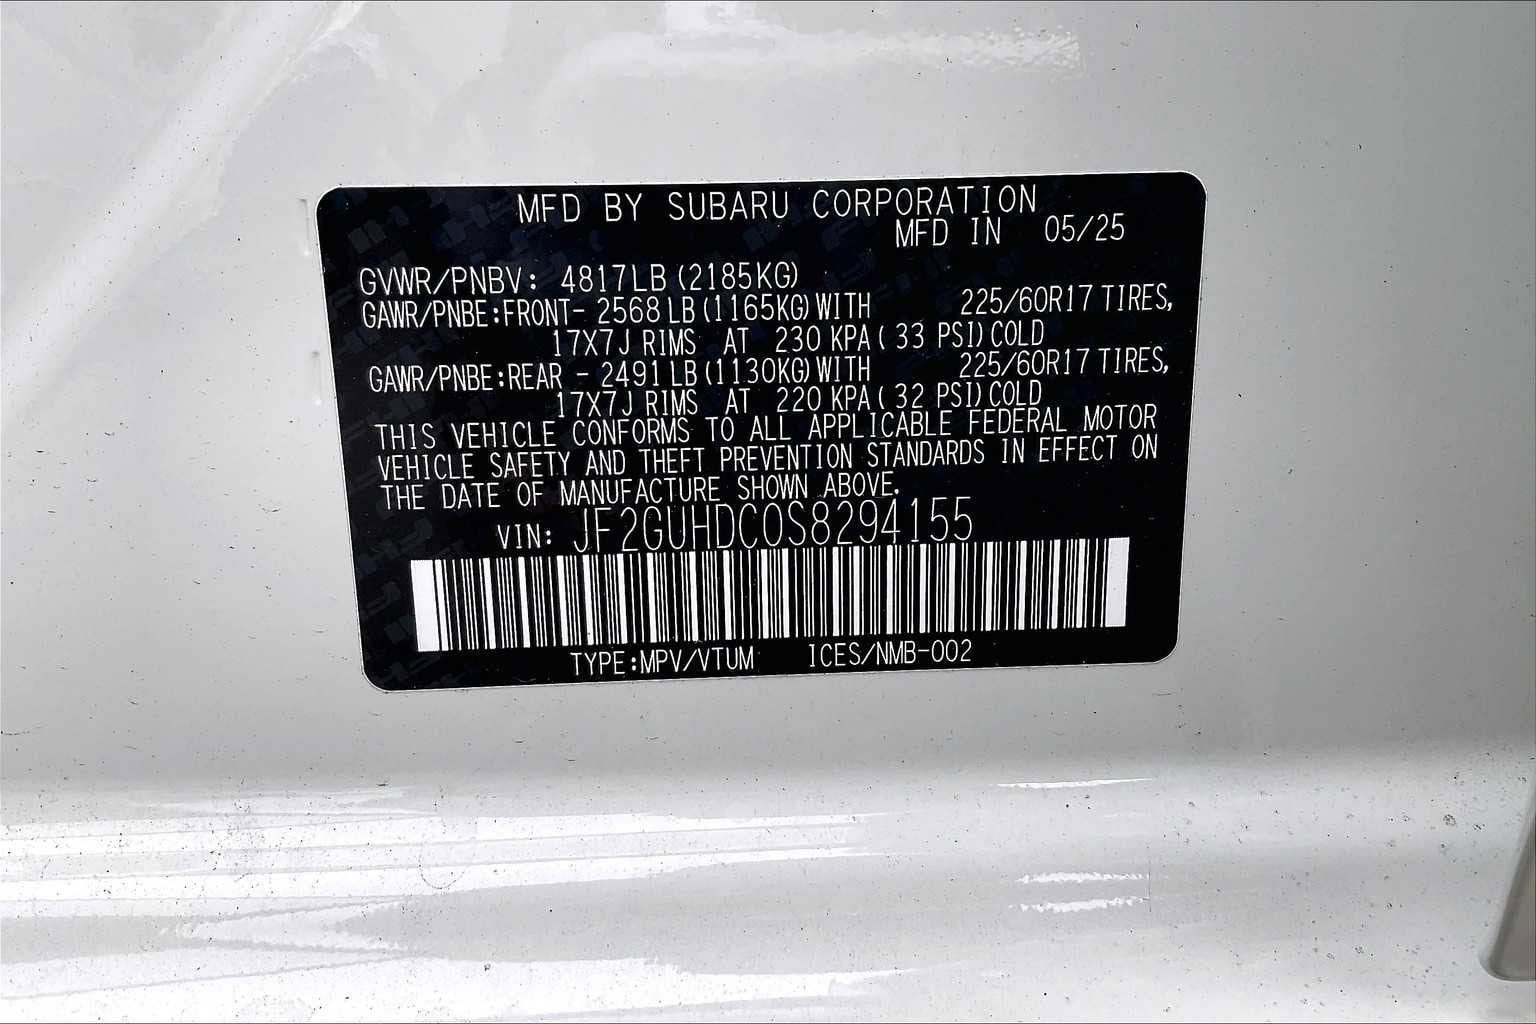 MFD BY SUBARU CORPORATION
MFD IN 05/25
GVWR/PNBV: 4817LB (2185KG)
GAWR/PNBE:FRONT- 2568 LB (1165KG) WITH 225/60R17 TIRES,
17X7J RIMS AT 230 KPA ( 33 PSI) COLD
GAWR/PNBE:REAR - 2491 LB (1130KG) WITH 225/60R17 TIRES,
17X7J RIMS AT 220 KPA ( 32 PSI) COLD
THIS VEHICLE CONFORMS TO ALL APPLICABLE FEDERAL MOTOR
VEHICLE SAFETY AND THEFT PREVENTION STANDARDS IN EFFECT ON
THE DATE OF MANUFACTURE SHOWN ABOVE.
VIN: JF2GUHDC0S8294155
TYPE:MPV/VTUM ICES/NMB-002